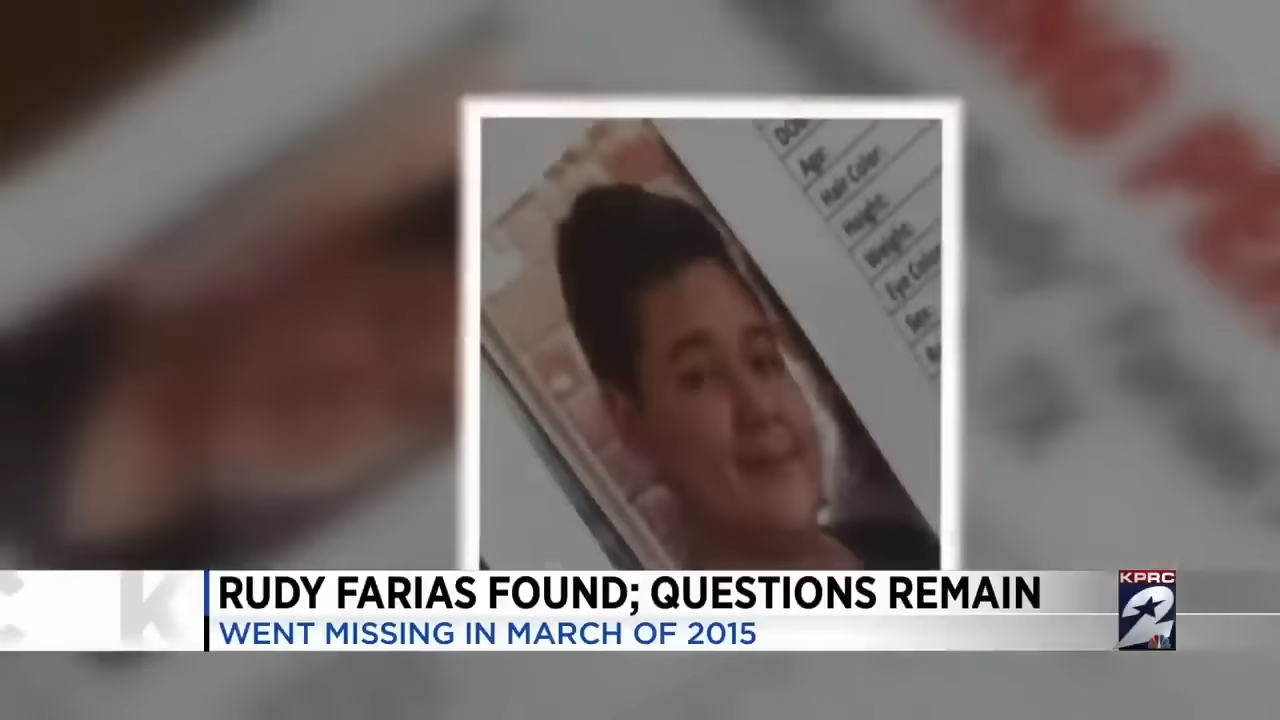 DOB:
Age:
Hair Color:
Height:
Weight:
Eye Color
Sex:
RUDY FARIAS FOUND; QUESTIONS REMAIN
WENT MISSING IN MARCH OF 2015
KPRC
2